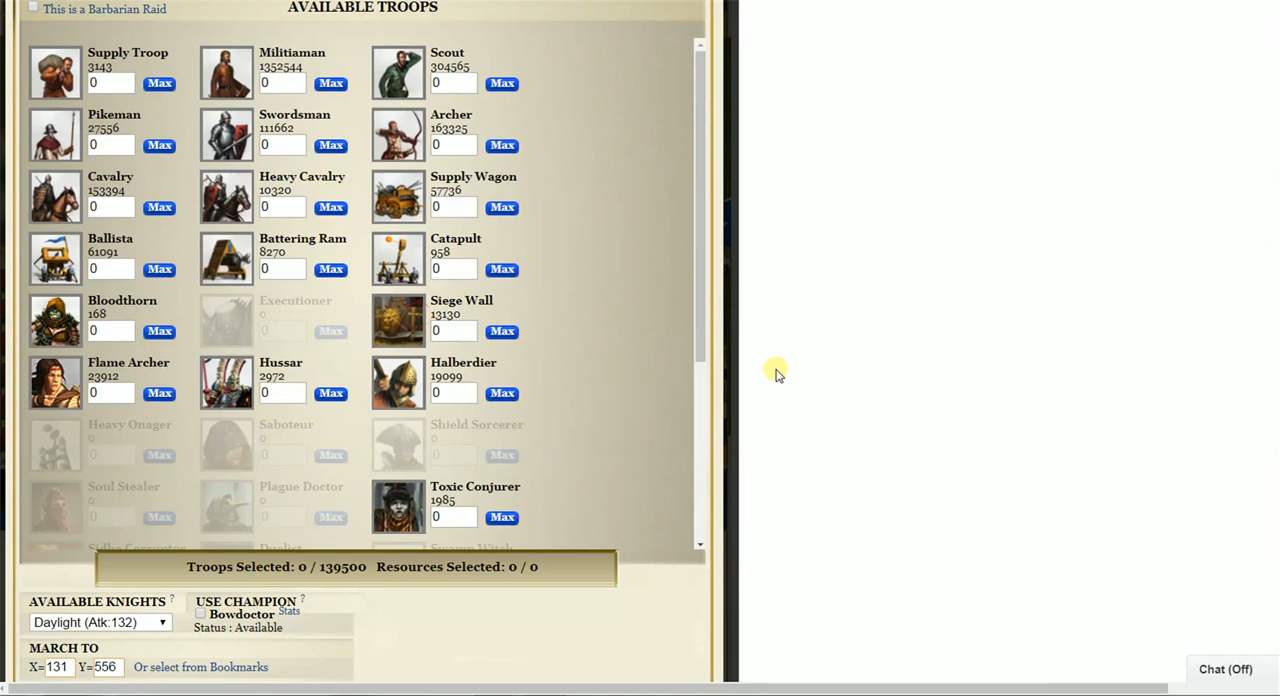 This is a Barbarian Raid
AVAILABLE TROOPS
Supply Troop
3143
0 Max
Militiaman
1352544
0 Max
Scout
304565
0 Max
Pikeman
27556
0 Max
Swordsman
111662
0 Max
Archer
163325
0 Max
Cavalry
153394
0 Max
Heavy Cavalry
10320
0 Max
Supply Wagon
57736
0 Max
Ballista
61091
0 Max
Battering Ram
8270
0 Max
Catapult
958
0 Max
Bloodthorn
168
0 Max
Executioner
0
0 Max
Siege Wall
13130
0 Max
Flame Archer
23912
0 Max
Hussar
2972
0 Max
Halberdier
19099
0 Max
Heavy Onager
0
0 Max
Saboteur
0
0 Max
Shield Sorcerer
0
0 Max
Soul Stealer
0
0 Max
Plague Doctor
0
0 Max
Toxic Conjurer
1985
0 Max
Sidhe Corruptor
Duelist
Swamp Witch
Troops Selected: 0 / 139500 Resources Selected: 0 / 0
AVAILABLE KNIGHTS ?
Daylight (Atk:132)
USE CHAMPION ?
Bowdoctor Stats
Status : Available
MARCH TO
X= 131 Y= 556 Or select from Bookmarks
Chat (Off)